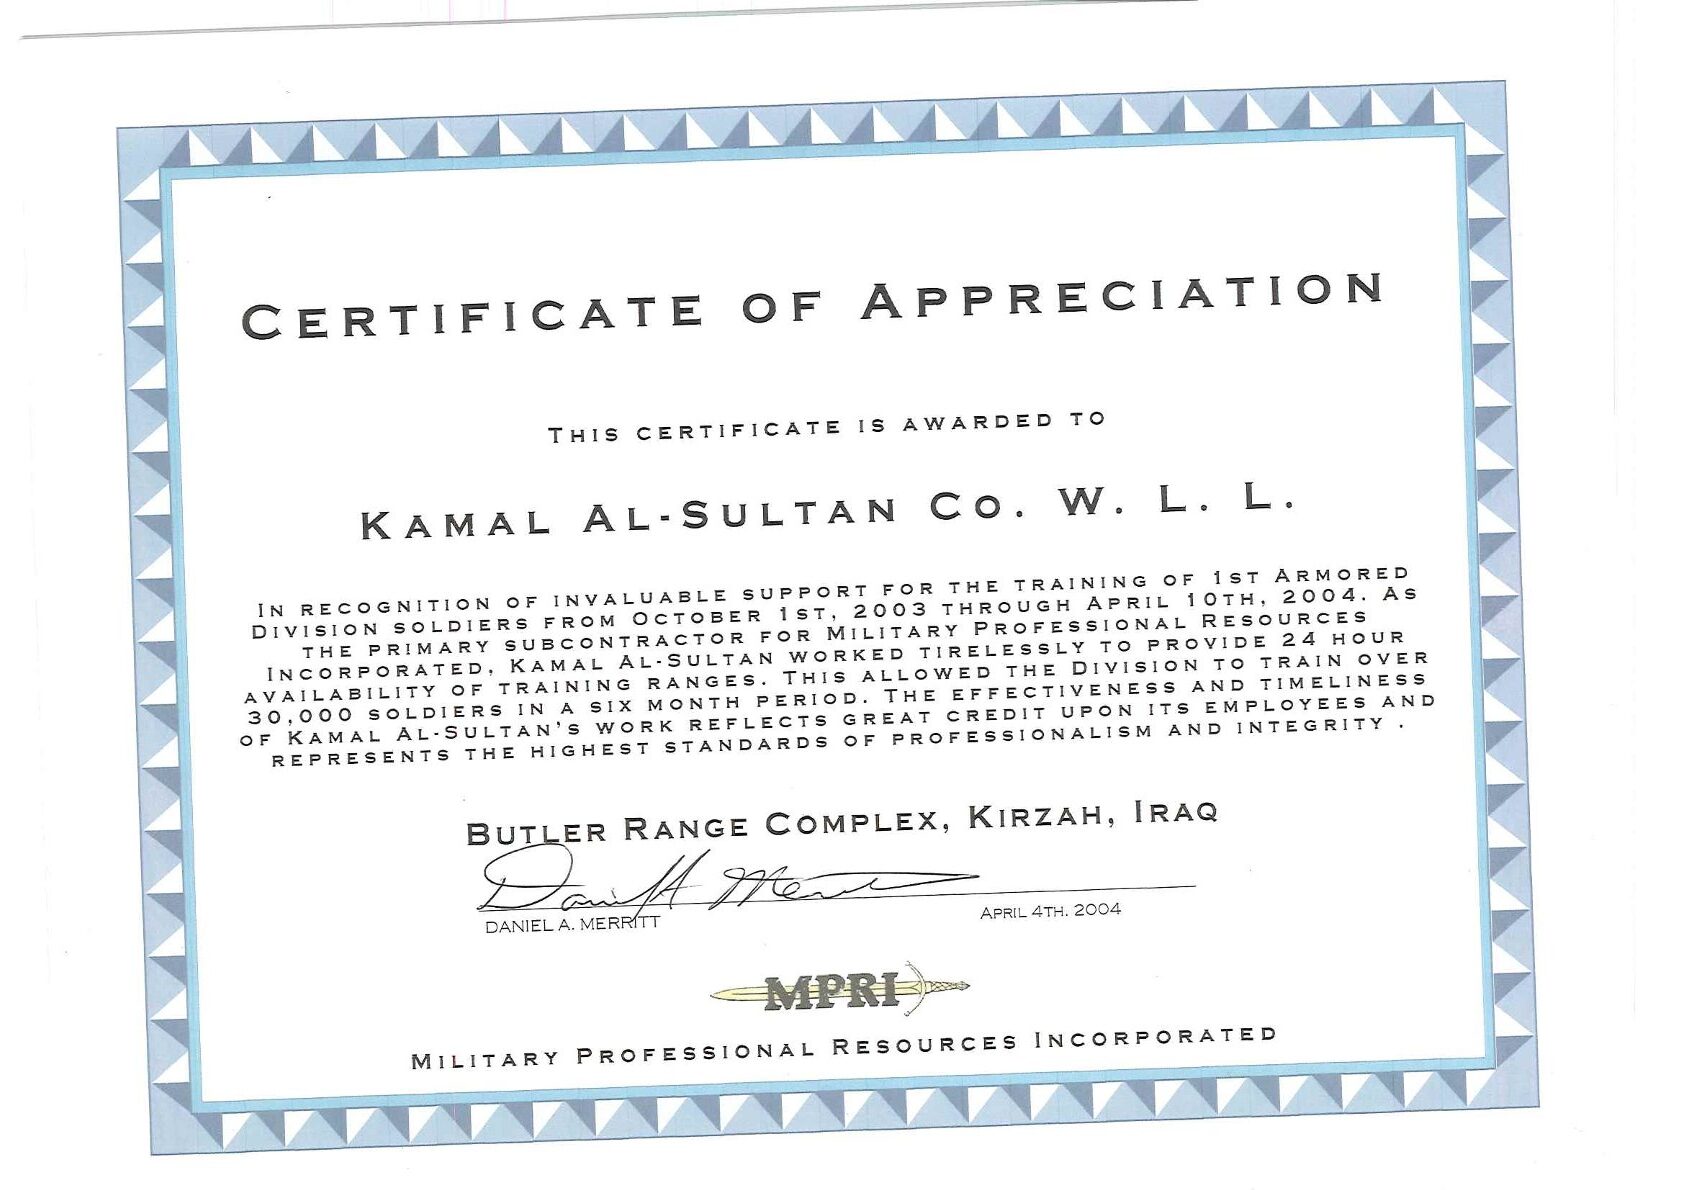 CERTIFICATE OF APPRECIATION
THIS CERTIFICATE IS AWARDED TO
KAMAL AL-SULTAN CO. W. L. L.
IN RECOGNITION OF INVALUABLE SUPPORT FOR THE TRAINING OF 1ST ARMORED
DIVISION SOLDIERS FROM OCTOBER 1ST, 2003 THROUGH APRIL 10TH, 2004. AS
THE PRIMARY SUBCONTRACTOR FOR MILITARY PROFESSIONAL RESOURCES
INCORPORATED, KAMAL AL-SULTAN WORKED TIRELESSLY TO PROVIDE 24 HOUR
AVAILABILITY OF TRAINING RANGES. THIS ALLOWED THE DIVISION TO TRAIN OVER
30,000 SOLDIERS IN A SIX MONTH PERIOD. THE EFFECTIVENESS AND TIMELINESS
OF KAMAL AL-SULTAN'S WORK REFLECTS GREAT CREDIT UPON ITS EMPLOYEES AND
REPRESENTS THE HIGHEST STANDARDS OF PROFESSIONALISM AND INTEGRITY .
BUTLER RANGE COMPLEX, KIRZAH, IRAQ
Daniel A Merritt
DANIEL A. MERRITT APRIL 4TH. 2004
MPRI
MILITARY PROFESSIONAL RESOURCES INCORPORATED